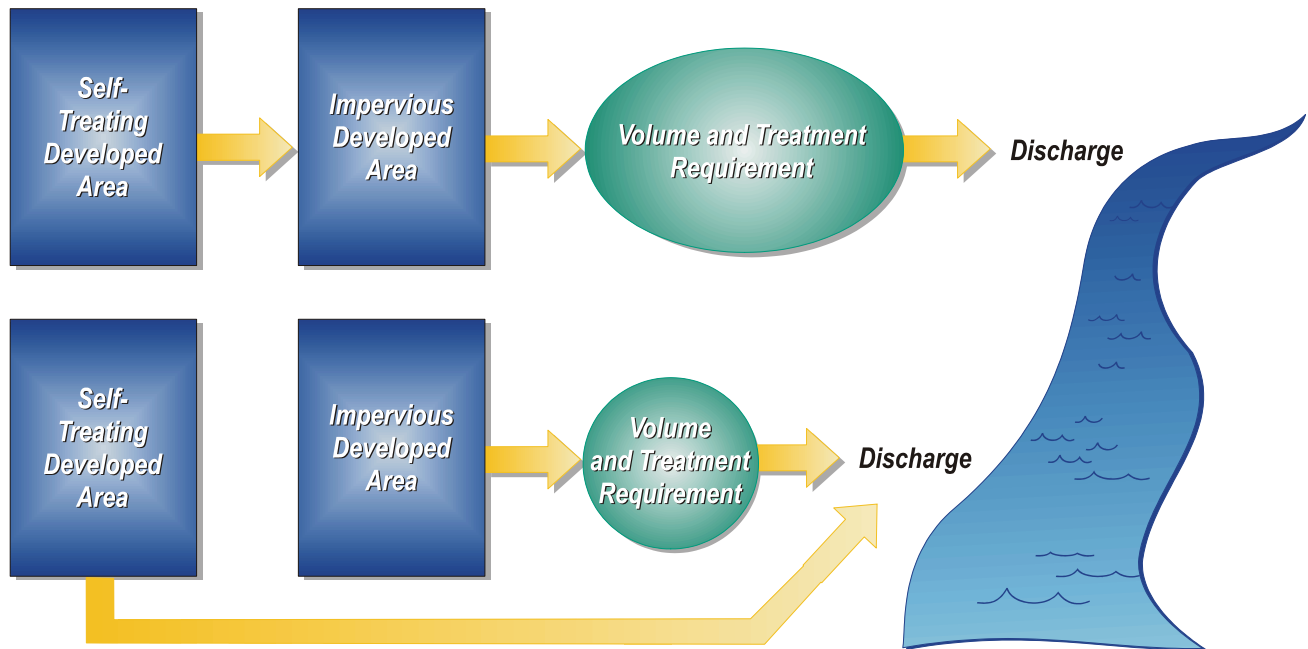 Self-
Treating
Developed
Area
Impervious
Developed
Area
Volume and Treatment
Requirement
Discharge
Self-
Treating
Developed
Area
Impervious
Developed
Area
Volume
and Treatment
Requirement
Discharge